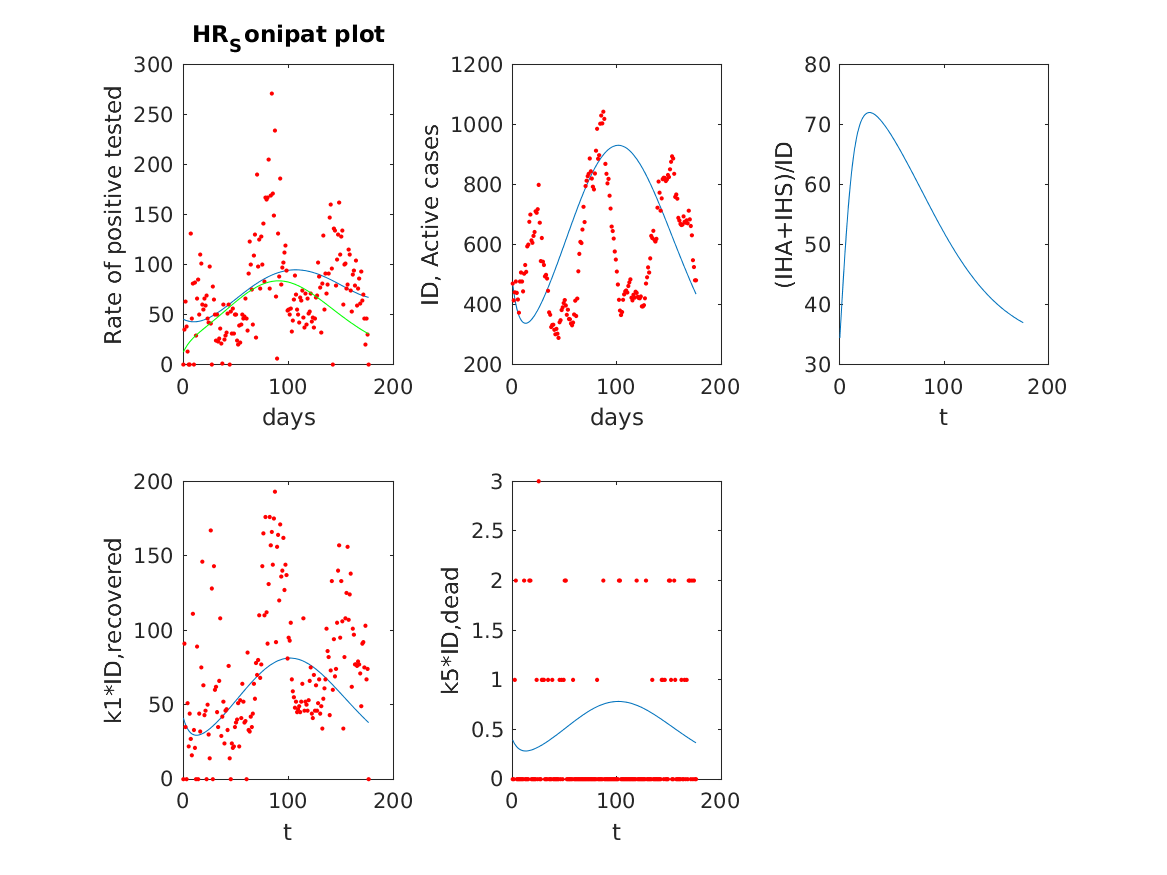 HR_Sonipat plot
300
250
200
150
100
50
0
Rate of positive tested
0 100 200
days
1200
1000
800
600
400
200
ID, Active cases
0 100 200
days
80
70
60
50
40
30
(IHA+IHS)/ID
0 100 200
t
200
150
100
50
0
k1*ID,recovered
0 100 200
t
3
2.5
2
1.5
1
0.5
0
k5*ID,dead
0 100 200
t